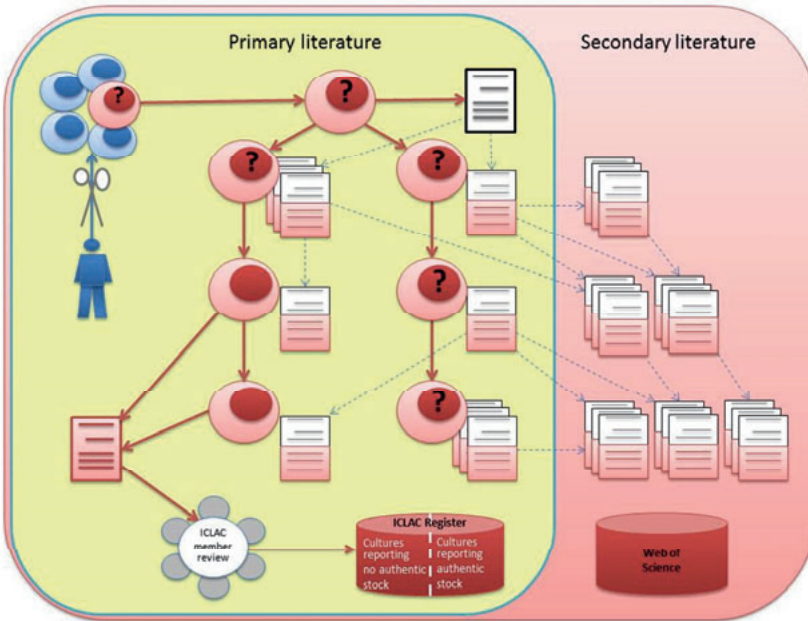 Primary literature
Secondary literature
?
?
?
?
?
?
ICLAC
member
review
ICLAC Register
Cultures
reporting
no authentic
stock
Cultures
reporting
authentic
stock
Web of
Science